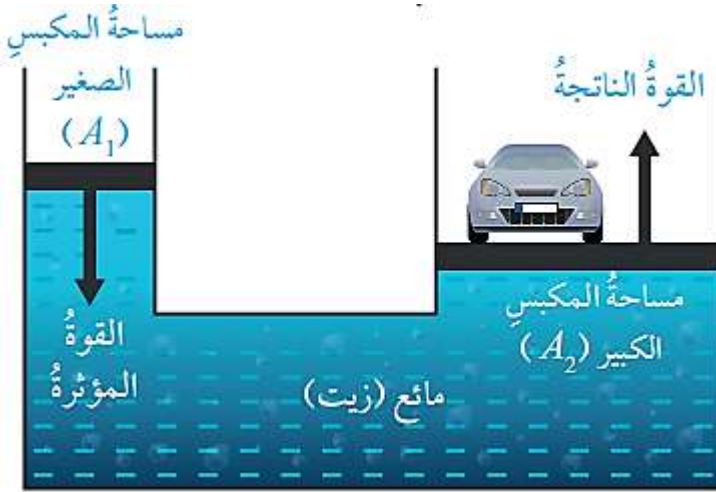 مساحةُ المكبسِ
الصغير
(A₁)
القوةُ الناتجةُ
القوةُ
المؤثرةُ
مائع (زيت)
مساحةُ المكبسِ
الكبير (A₂)